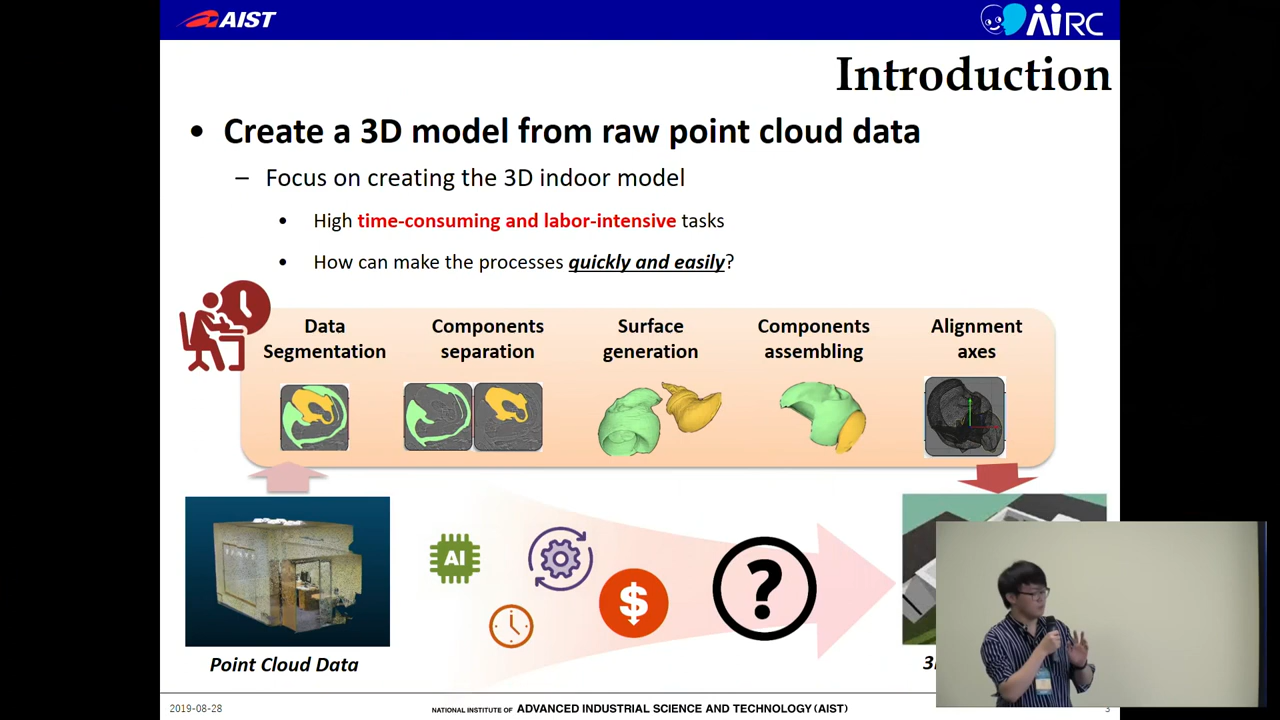 AIST
AIRC
Introduction
• Create a 3D model from raw point cloud data
– Focus on creating the 3D indoor model
• High time-consuming and labor-intensive tasks
• How can make the processes quickly and easily?
Data
Segmentation
Components
separation
Surface
generation
Components
assembling
Alignment
axes
AI
$
?
Point Cloud Data
3
2019-08-28
NATIONAL INSTITUTE OF ADVANCED INDUSTRIAL SCIENCE AND TECHNOLOGY (AIST)
3